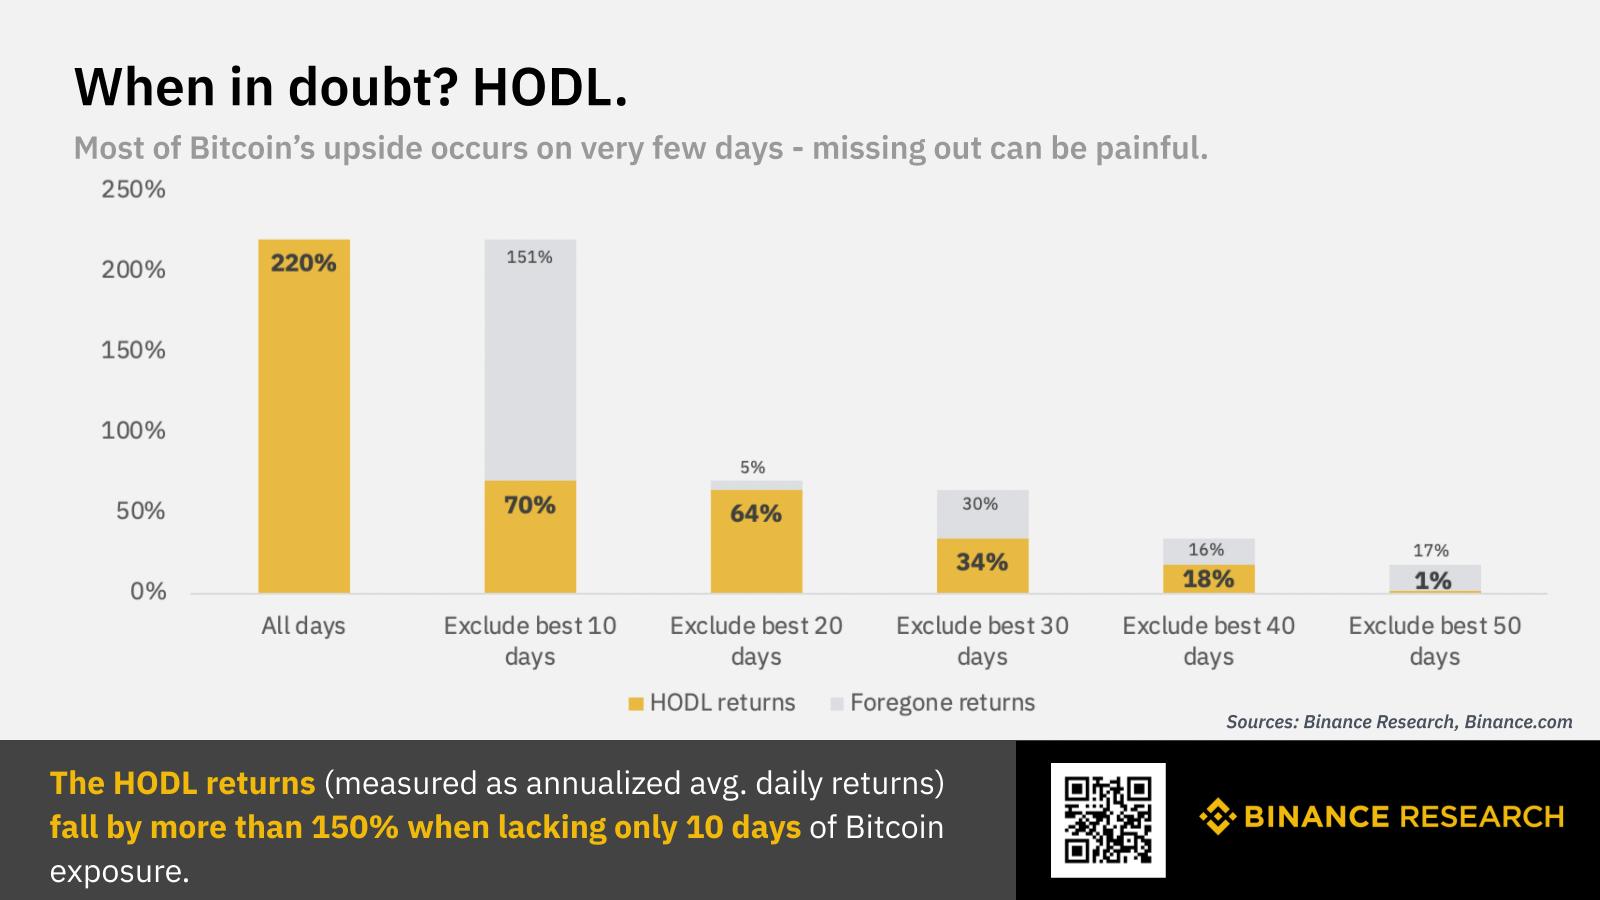 When in doubt? HODL.
Most of Bitcoin’s upside occurs on very few days - missing out can be painful.
250%
200%
150%
100%
50%
0%
220%
151%
70%
5%
64%
30%
34%
16%
18%
17%
1%
All days
Exclude best 10
days
Exclude best 20
days
Exclude best 30
days
Exclude best 40
days
Exclude best 50
days
HODL returns
Foregone returns
Sources: Binance Research, Binance.com
The HODL returns (measured as annualized avg. daily returns)
fall by more than 150% when lacking only 10 days of Bitcoin
exposure.
BINANCE RESEARCH